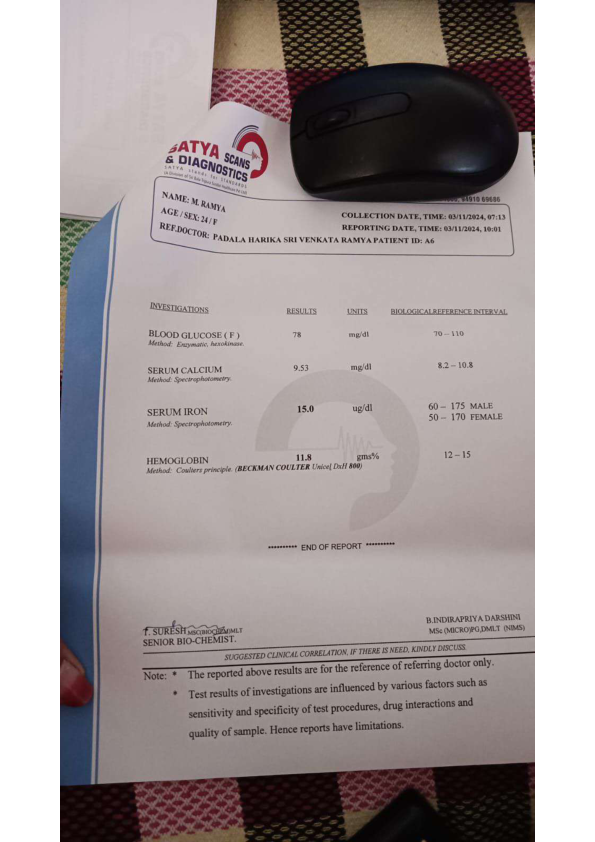 SATYA SCANS
& DIAGNOSTICS
SATYA stands for STANDARDS
94910 69686
NAME: M. RAMYA
AGE / SEX: 24 / F
REF.DOCTOR: PADALA HARIKA SRI VENKATA RAMYA PATIENT ID: A6
COLLECTION DATE, TIME: 03/11/2024, 07:13
REPORTING DATE, TIME: 03/11/2024, 10:01
INVESTIGATIONS RESULTS UNITS BIOLOGICALREFERENCE INTERVAL
BLOOD GLUCOSE ( F ) 78 mg/dl 70 – 110
Method: Enzymatic, hexokinase.
SERUM CALCIUM 9.53 mg/dl 8.2 – 10.8
Method: Spectrophotometry.
SERUM IRON 15.0 ug/dl 60 – 175 MALE
50 – 170 FEMALE
Method: Spectrophotometry.
HEMOGLOBIN 11.8 gms% 12 – 15
Method: Coulters principle. (BECKMAN COULTER Unicel DxH 800)
********** END OF REPORT **********
T. SURESH MSC(BIOCHEM)MLT
SENIOR BIO-CHEMIST.
B.INDIRAPRIYA DARSHINI
MSc (MICRO)PG,DMLT (NIMS)
SUGGESTED CLINICAL CORRELATION, IF THERE IS NEED, KINDLY DISCUSS
Note: * The reported above results are for the reference of referring doctor only.
* Test results of investigations are influenced by various factors such as
sensitivity and specificity of test procedures, drug interactions and
quality of sample. Hence reports have limitations.